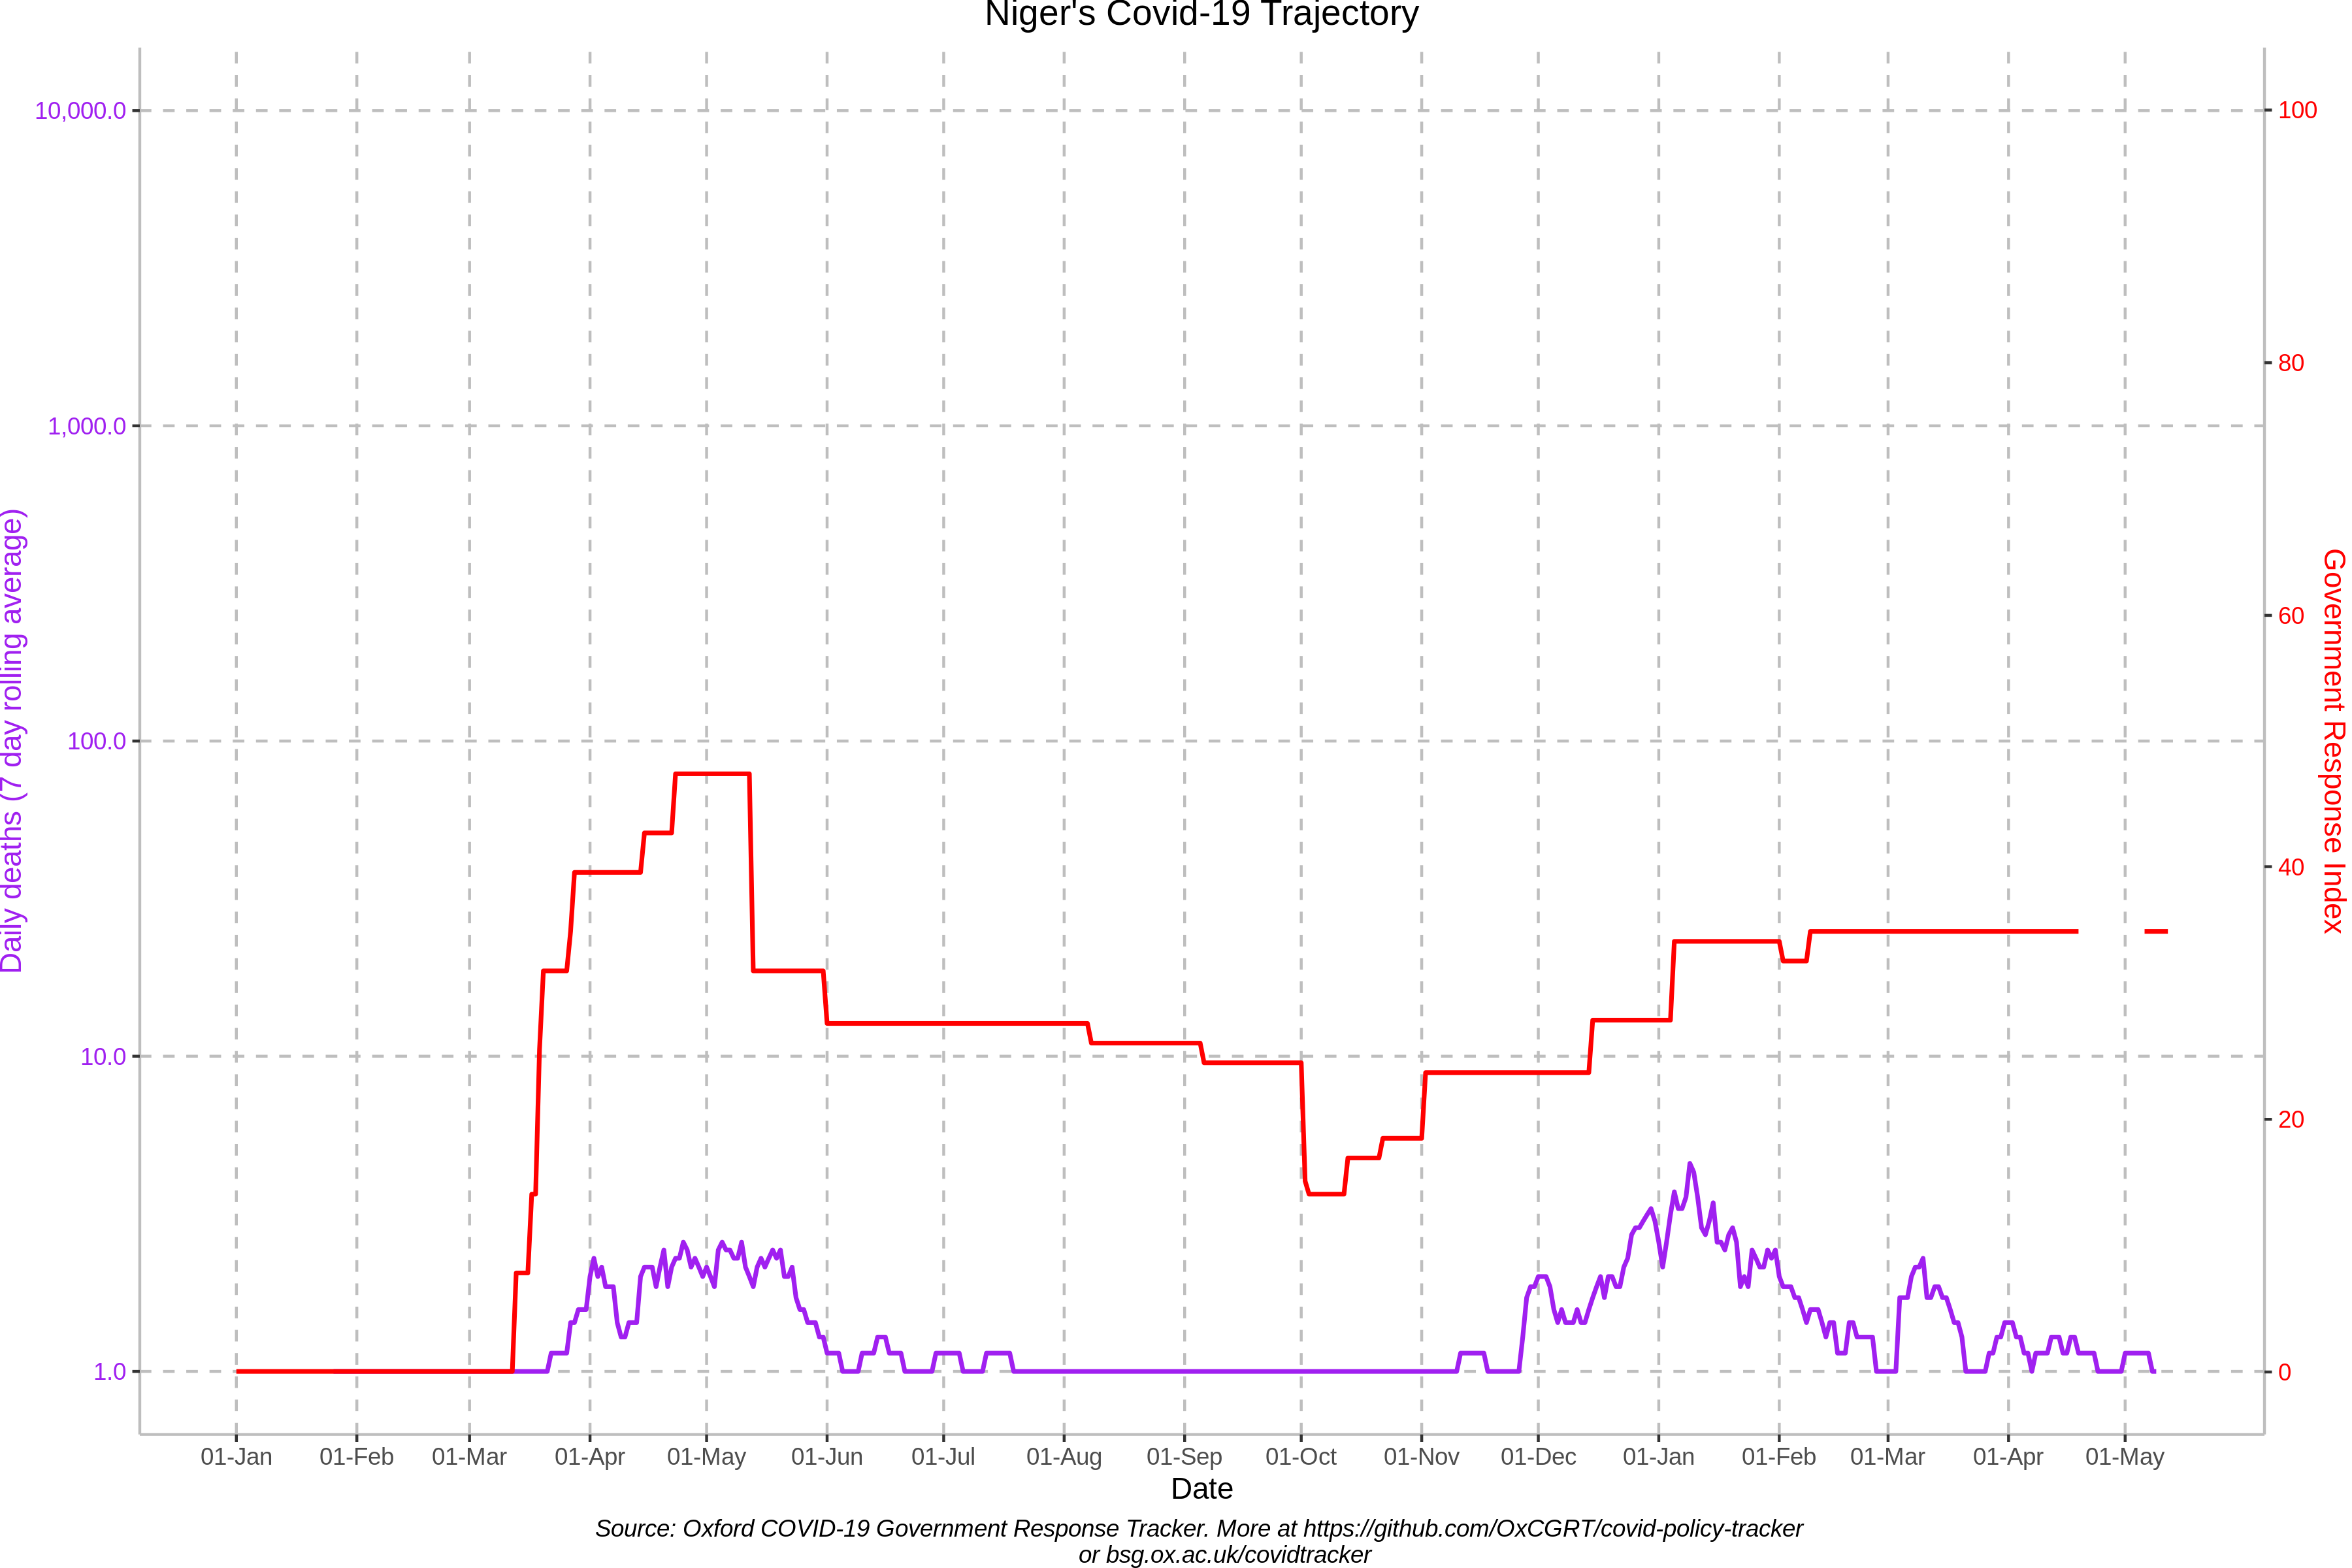 Niger's Covid-19 Trajectory
10,000.0
1,000.0
100.0
10.0
1.0
Daily deaths (7 day rolling average)
100
80
60
40
20
0
Government Response Index
01-Jan 01-Feb 01-Mar 01-Apr 01-May 01-Jun 01-Jul 01-Aug 01-Sep 01-Oct 01-Nov 01-Dec 01-Jan 01-Feb 01-Mar 01-Apr 01-May
Date
Source: Oxford COVID-19 Government Response Tracker. More at https://github.com/OxCGRT/covid-policy-tracker
or bsg.ox.ac.uk/covidtracker